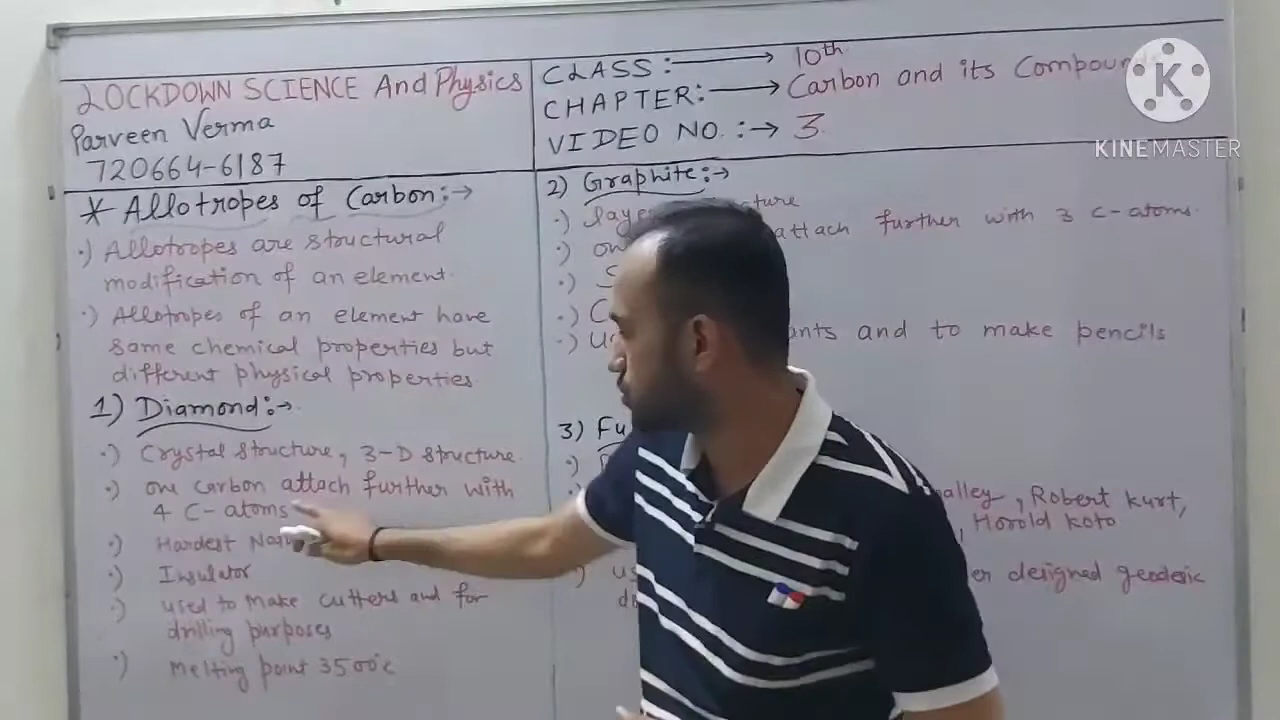 LOCKDOWN SCIENCE And Physics
Parveen Verma
720664-6187
CLASS :→ 10th
CHAPTER: → Carbon and its Compounds
VIDEO NO. :→ 3.
* Allotropes of Carbon:→
·) Allotropes are structural
modification of an element.
·) Allotropes of an element have
same chemical properties but
different physical properties.
1) Diamond:→
·) Crystal structure, 3-D structure.
·) one carbon attach further with
4 C-atoms
·) Hardest
·) Insulator
·) used to make cutters and for
drilling purposes
·) Melting point 3500°c
2) Graphite:→
·)
·) attach further with 3 C-atoms.
·) S
·) C
·) and to make pencils
3) Fu
·)
, Robert Kurt,
, Horold Koto
·) us designed geodesic
K
KINEMASTER